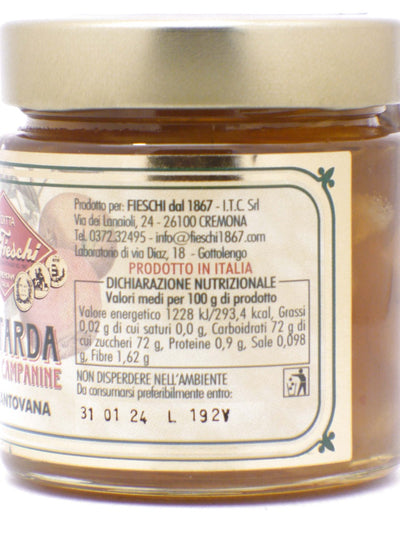 DITTA
Fieschi
TARDA
CAMPANINE
ANTOVANA
Prodotto per: FIESCHI dal 1867 - I.T.C. Srl
Via dei Lanaioli, 24 - 26100 CREMONA
Tel. 0372.32495 - info@fieschi1867.com
Laboratorio di via Diaz, 18 - Gottolengo
PRODOTTO IN ITALIA
DICHIARAZIONE NUTRIZIONALE
Valori medi per 100 g di prodotto
Valore energetico 1228 kJ/293,4 kcal, Grassi
0,02 g di cui saturi 0,0 g, Carboidrati 72 g di
cui zuccheri 72 g, Proteine 0,9 g, Sale 0,098
g, Fibre 1,62 g
NON DISPERDERE NELL'AMBIENTE
Da consumarsi preferibilmente entro:
31 01 24 L 192V